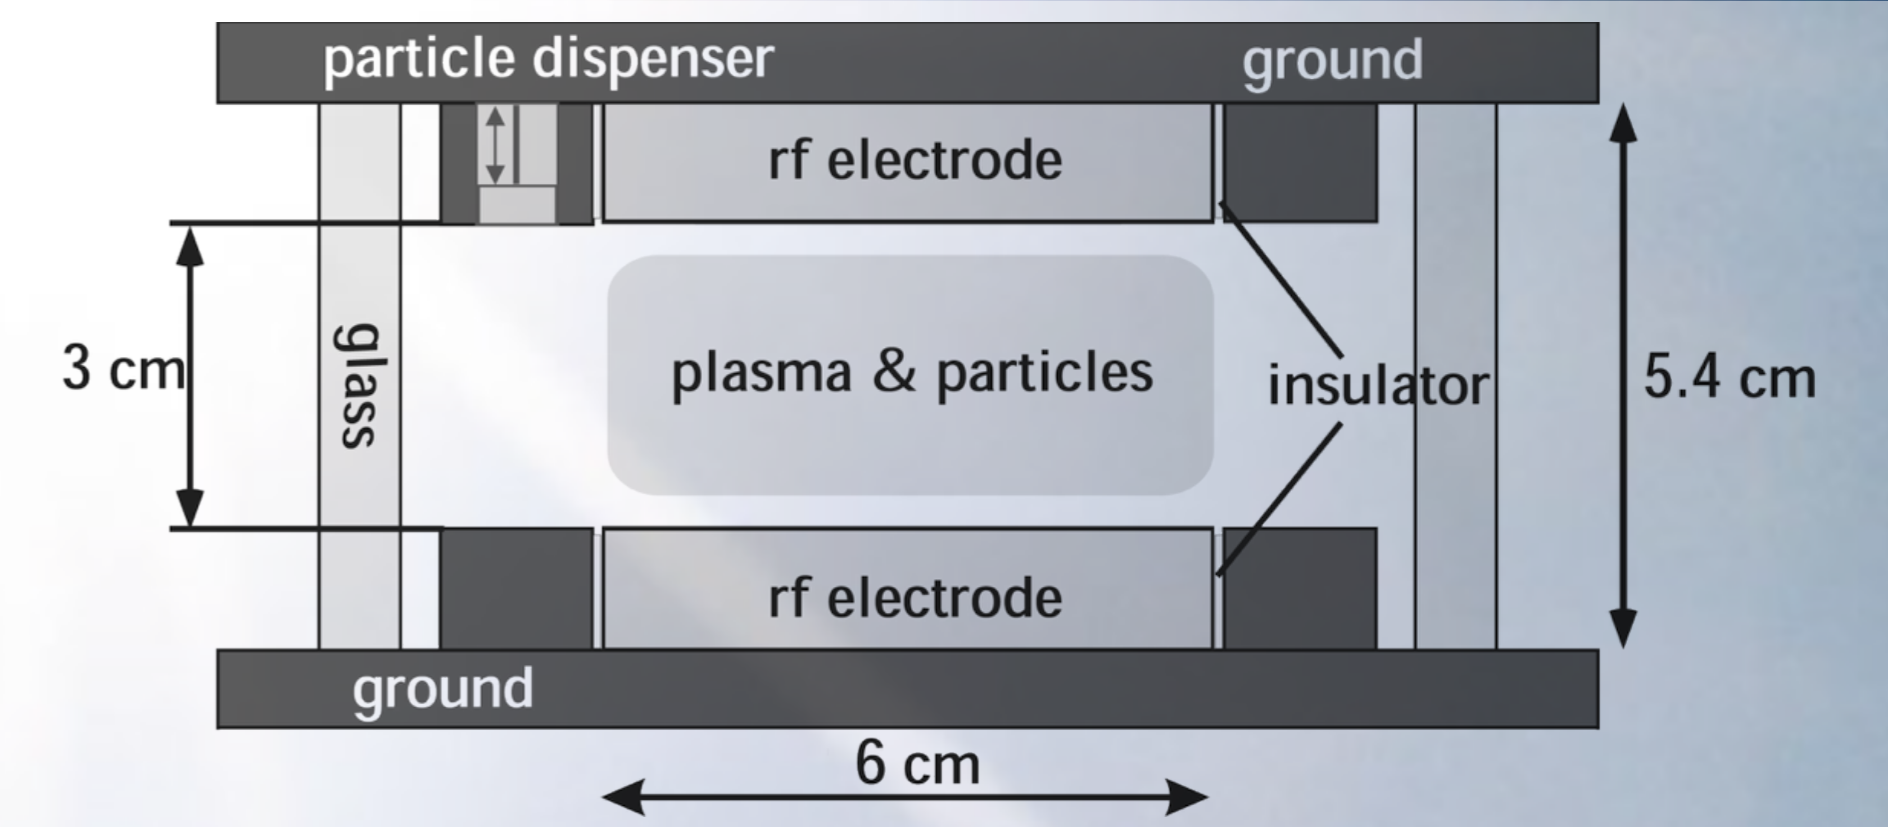 particle dispenser
ground
rf electrode
3 cm
glass
plasma & particles
insulator
5.4 cm
rf electrode
ground
6 cm